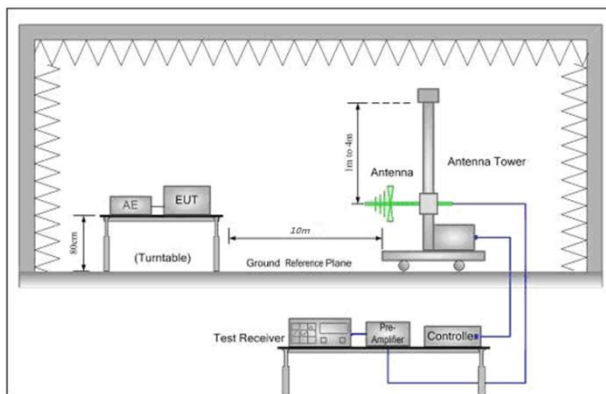 1m to 4m
Antenna
Antenna Tower
AE
EUT
80cm
(Turntable)
10m
Ground Reference Plane
Test Receiver
Pre-
Amplifier
Controller